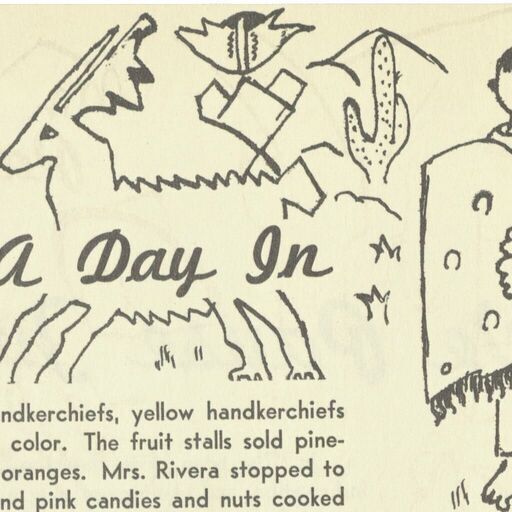 A Day In
ndkerchiefs, yellow handkerchiefs
color. The fruit stalls sold pine-
oranges. Mrs. Rivera stopped to
nd pink candies and nuts cooked